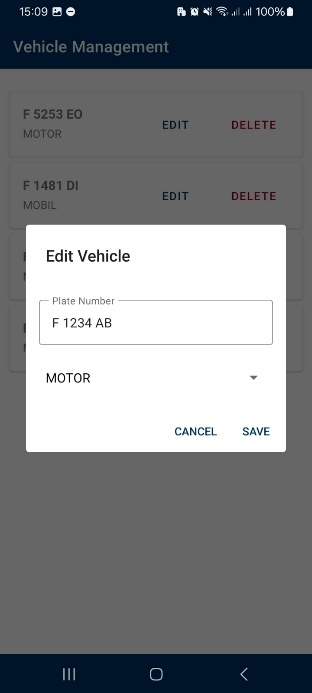 15:09
100%
Vehicle Management
F 5253 EO
MOTOR
EDIT
DELETE
F 1481 DI
MOBIL
EDIT
DELETE
Edit Vehicle
Plate Number
F 1234 AB
MOTOR
CANCEL
SAVE